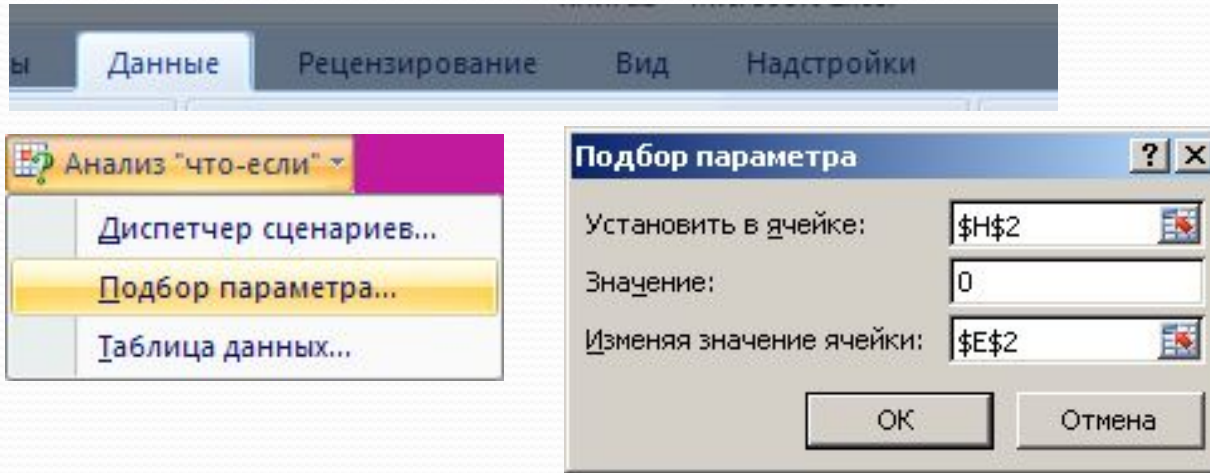 ы Данные Рецензирование Вид Надстройки
Анализ "что-если"
Диспетчер сценариев...
Подбор параметра...
Таблица данных...
Подбор параметра
Установить в ячейке: $H$2
Значение: 0
Изменяя значение ячейки: $E$2
ОК Отмена